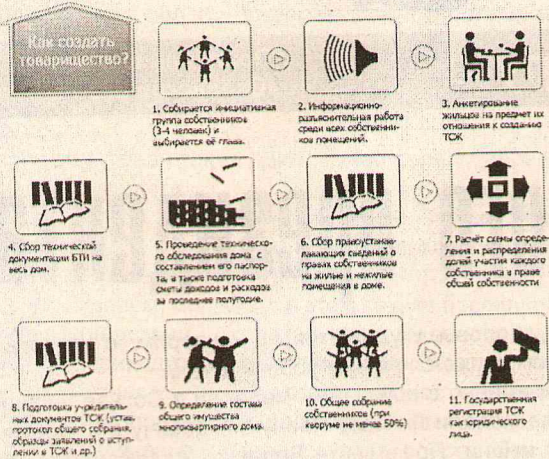 Как создать
товарищество?
1. Собирается инициативная
группа собственников
(3-4 человек) и
выбирается её глава.
2. Информационно-
разъяснительная работа
среди всех собственни-
ков помещений.
3. Анкетирование
жильцов на предмет их
отношения к созданию
ТСЖ
4. Сбор технической
документации БТИ на
весь дом.
5. Проведение техническо-
го обследования дома с
составлением его паспор-
та, а также подготовка
сметы доходов и расходов
за последнее полугодие.
6. Сбор правоустанав-
ливающих сведений о
правах собственников
на жилые и нежилые
помещения в доме.
7. Расчёт схемы опреде-
ления и распределения
долей участия каждого
собственника в праве
общей собственности
8. Подготовка учредитель-
ных документов ТСЖ (устав,
протокол общего собрания,
образцы заявлений о вступ-
лении в ТСЖ и др.)
9. Определение состава
общего имущества
многоквартирного дома.
10. Общее собрание
собственников (при
кворуме не менее 50%)
11. Государственная
регистрация ТСЖ
как юридического
лица.